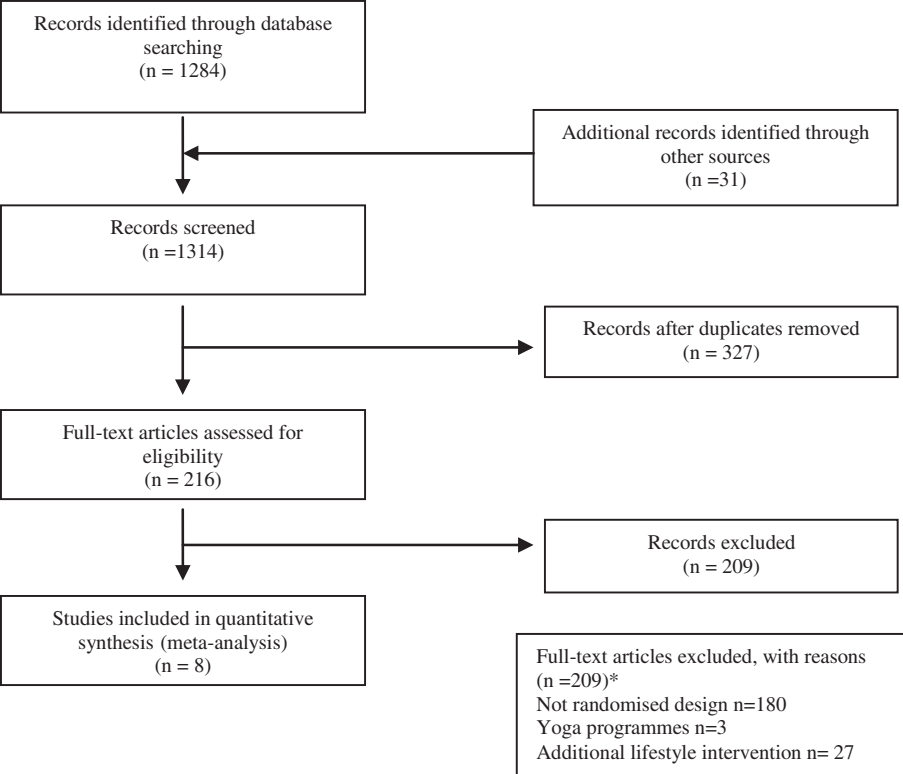 Records identified through database
searching
(n = 1284)
Additional records identified through
other sources
(n =31)
Records screened
(n =1314)
Records after duplicates removed
(n = 327)
Full-text articles assessed for
eligibility
(n = 216)
Records excluded
(n = 209)
Studies included in quantitative
synthesis (meta-analysis)
(n = 8)
Full-text articles excluded, with reasons
(n =209)*
Not randomised design n=180
Yoga programmes n=3
Additional lifestyle intervention n= 27